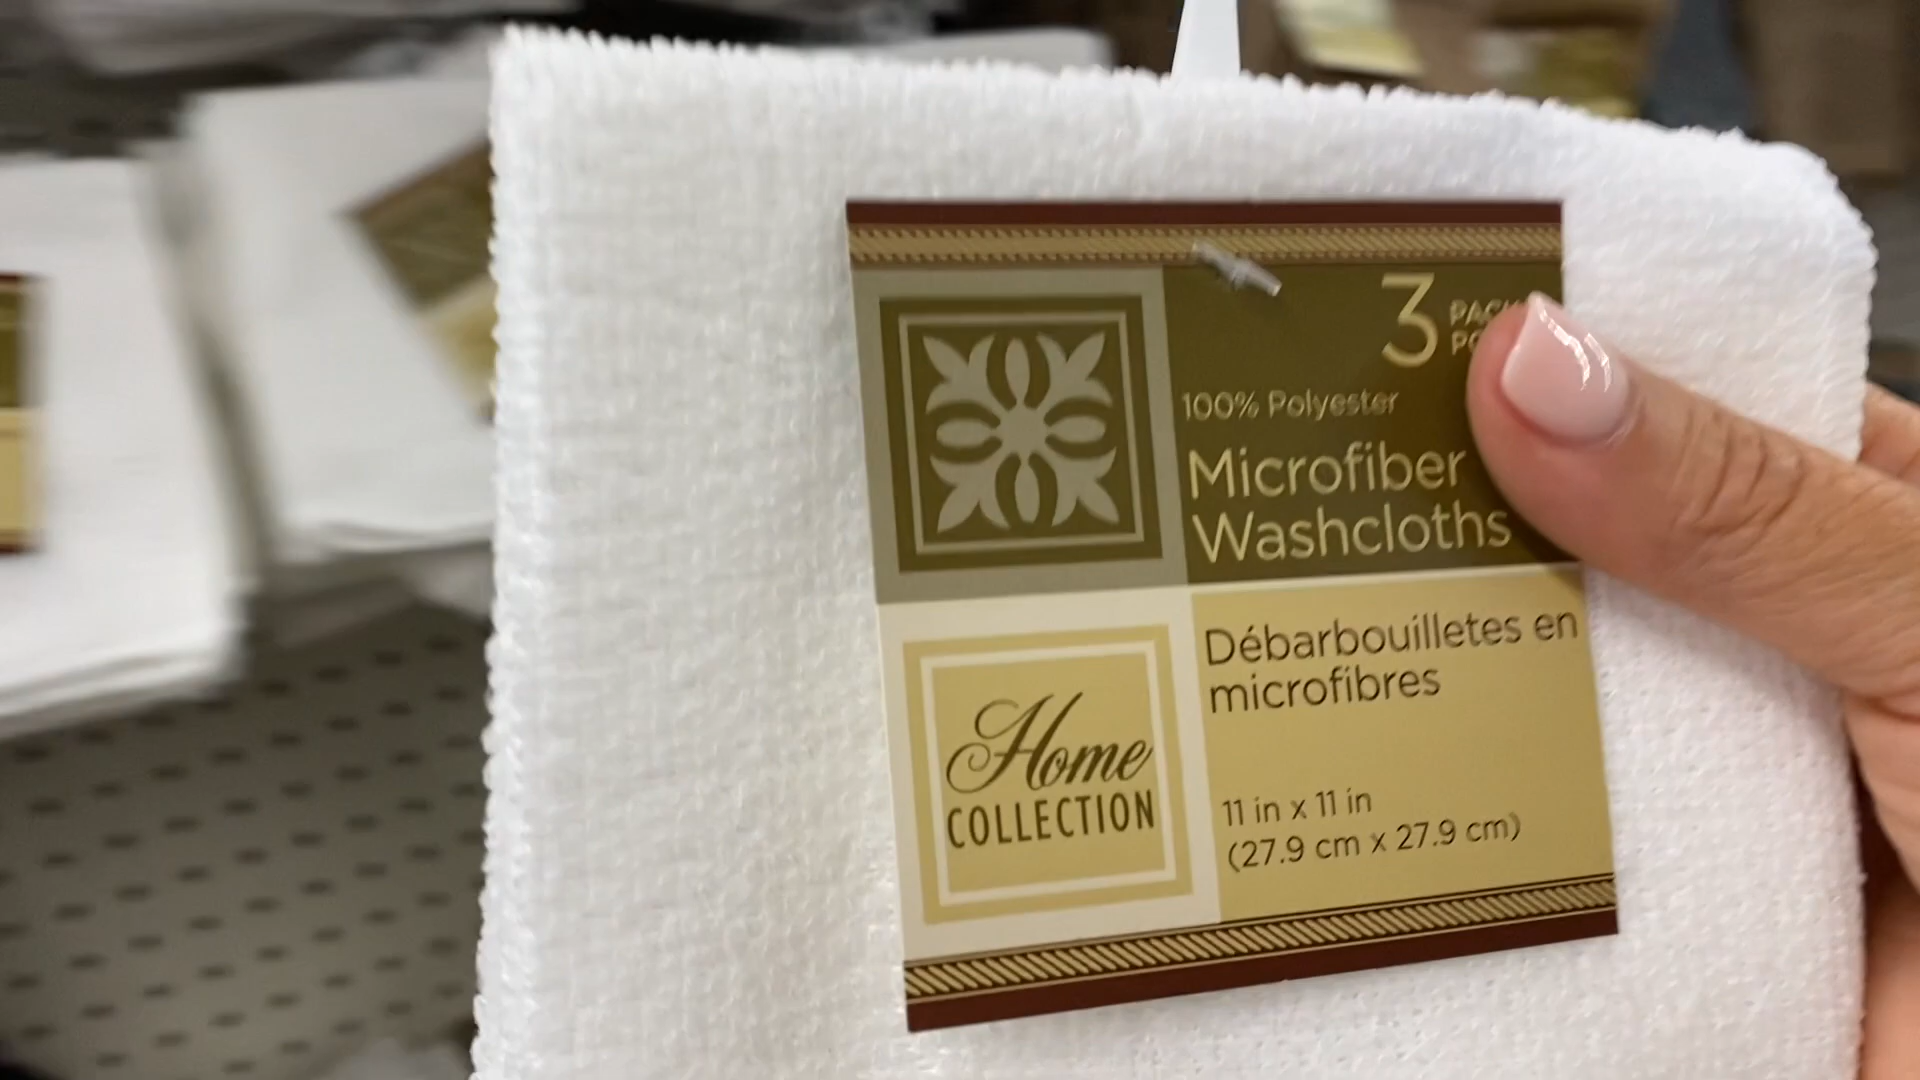 3
100% Polyester
Microfiber
Washcloths
Débarbouilletes en
microfibres
Home
COLLECTION
11 in x 11 in
(27.9 cm x 27.9 cm)